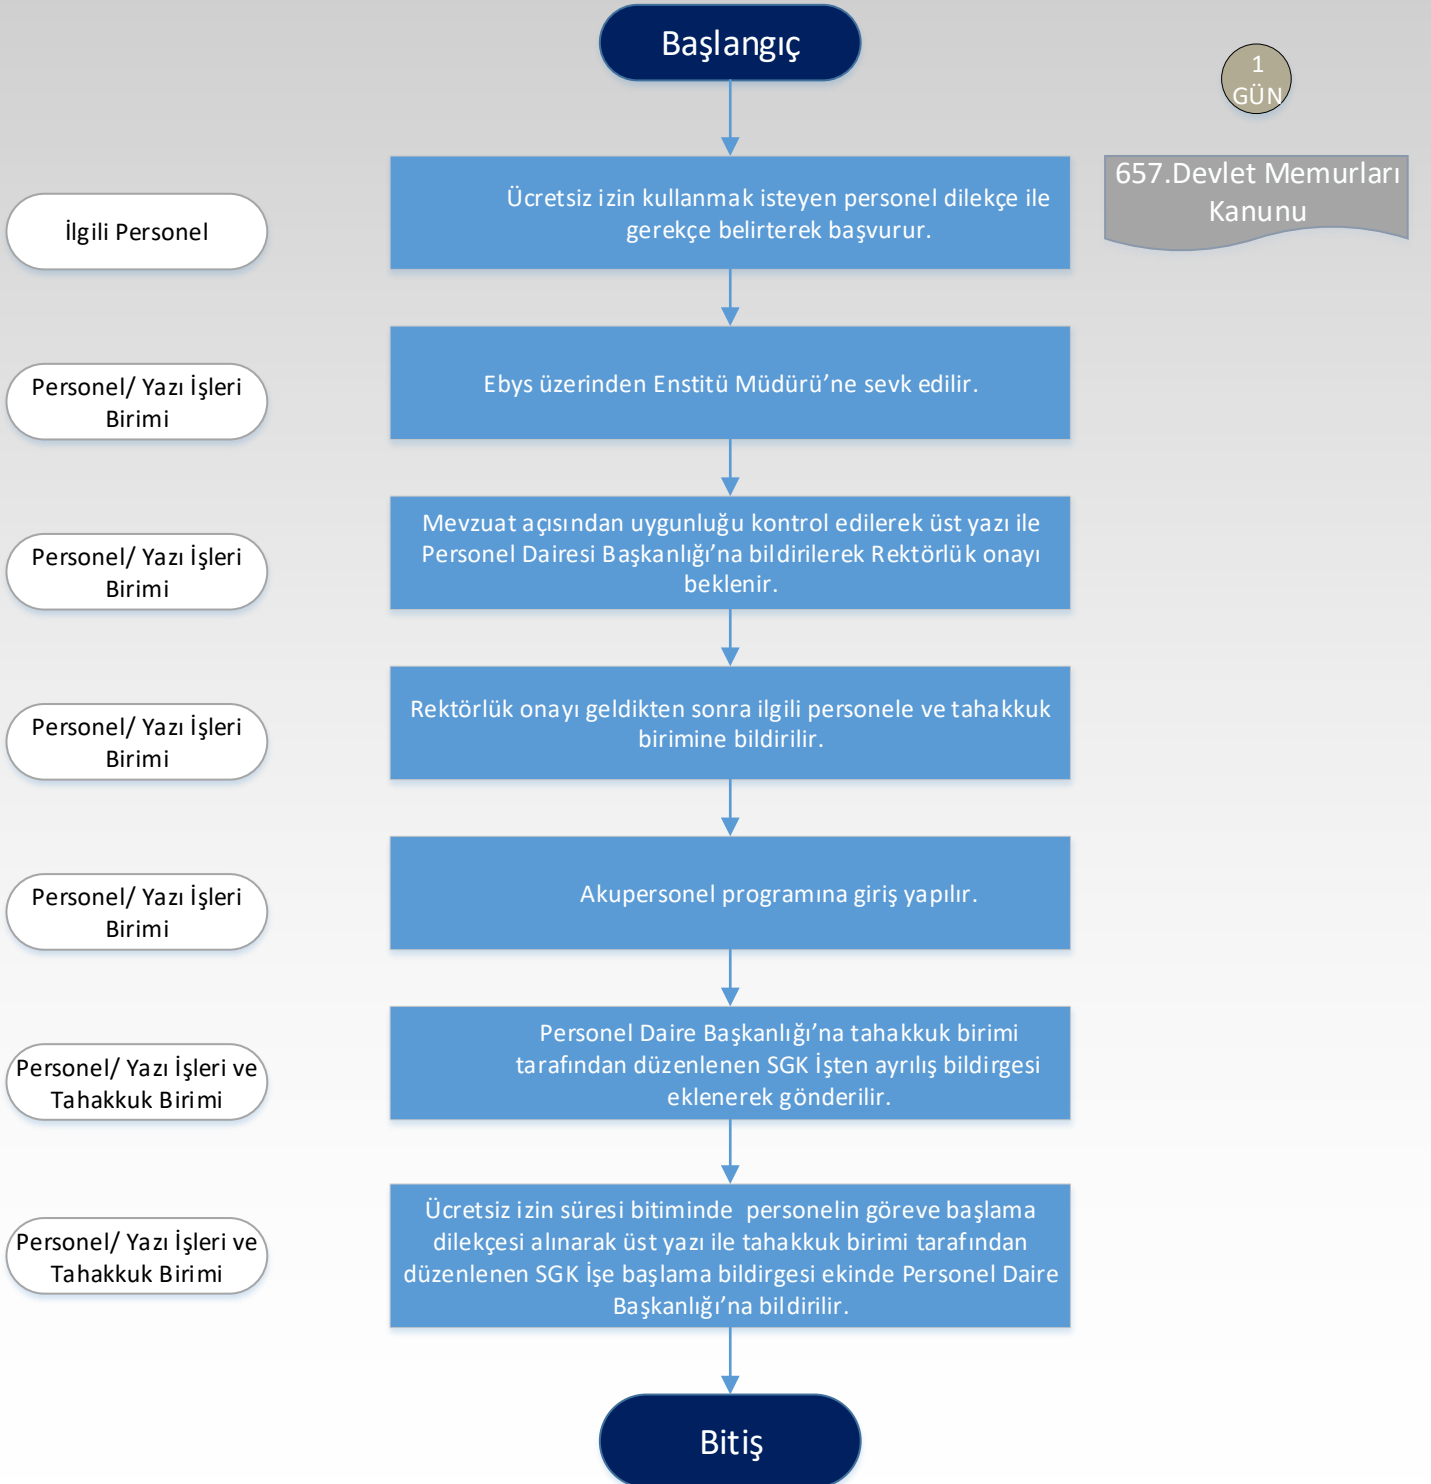 Başlangıç
1
GÜN
657.Devlet Memurları
Kanunu
İlgili Personel
Ücretsiz izin kullanmak isteyen personel dilekçe ile
gerekçe belirterek başvurur.
Personel/ Yazı İşleri
Birimi
Ebys üzerinden Enstitü Müdürü’ne sevk edilir.
Personel/ Yazı İşleri
Birimi
Mevzuat açısından uygunluğu kontrol edilerek üst yazı ile
Personel Dairesi Başkanlığı’na bildirilerek Rektörlük onayı
beklenir.
Personel/ Yazı İşleri
Birimi
Rektörlük onayı geldikten sonra ilgili personele ve tahakkuk
birimine bildirilir.
Personel/ Yazı İşleri
Birimi
Akupersonel programına giriş yapılır.
Personel/ Yazı İşleri ve
Tahakkuk Birimi
Personel Daire Başkanlığı’na tahakkuk birimi
tarafından düzenlenen SGK İşten ayrılış bildirgesi
eklenerek gönderilir.
Personel/ Yazı İşleri ve
Tahakkuk Birimi
Ücretsiz izin süresi bitiminde  personelin göreve başlama
dilekçesi alınarak üst yazı ile tahakkuk birimi tarafından
düzenlenen SGK İşe başlama bildirgesi ekinde Personel Daire
Başkanlığı’na bildirilir.
Bitiş